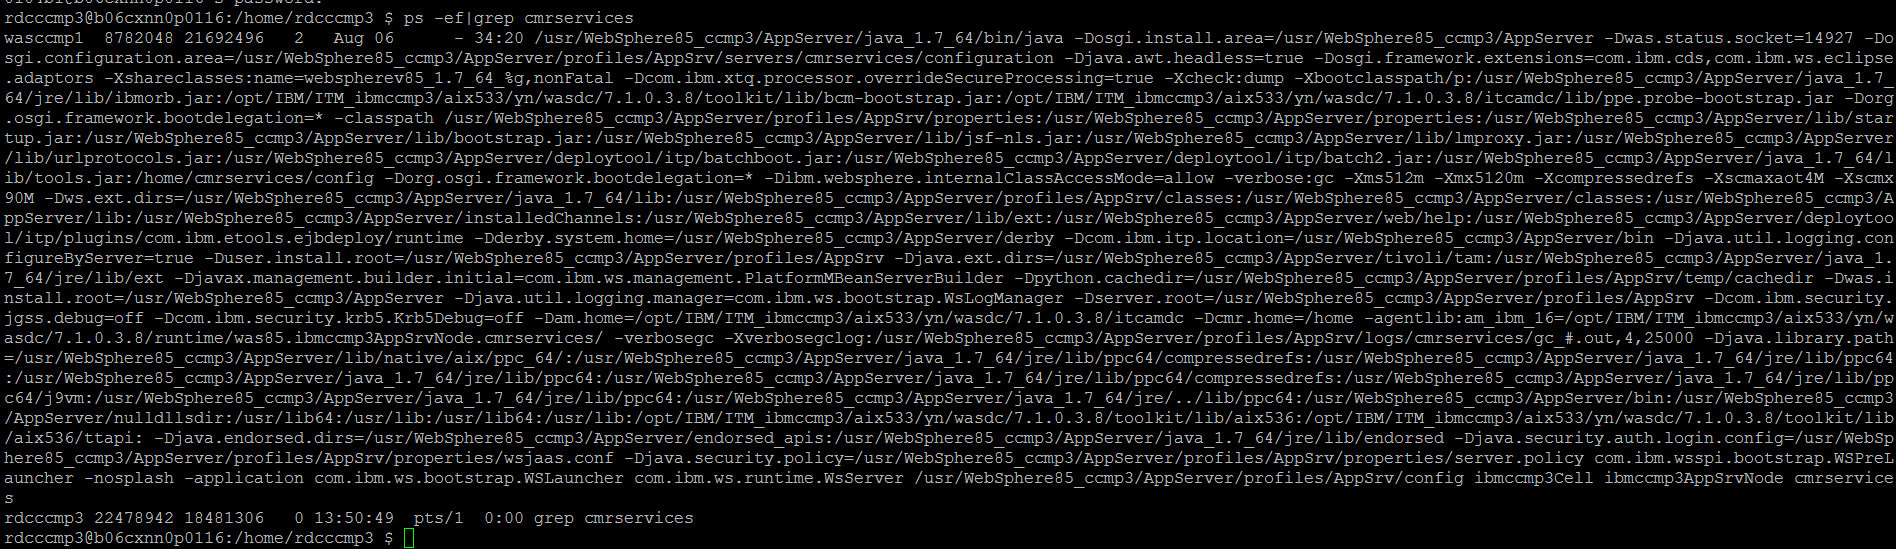 s password:
rdcccmp3@b06cxnn0p0116:/home/rdcccmp3 $ ps -ef|grep cmrservices
wasccmp1  8782048 21692496   2   Aug 06      - 34:20 /usr/WebSphere85_ccmp3/AppServer/java_1.7_64/bin/java -Dosgi.install.area=/usr/WebSphere85_ccmp3/AppServer -Dwas.status.socket=14927 -Do
sgi.configuration.area=/usr/WebSphere85_ccmp3/AppServer/profiles/AppSrv/servers/cmrservices/configuration -Djava.awt.headless=true -Dosgi.framework.extensions=com.ibm.cds,com.ibm.ws.eclipse
.adaptors -Xshareclasses:name=webspherev85_1.7_64_%g,nonFatal -Dcom.ibm.xtq.processor.overrideSecureProcessing=true -Xcheck:dump -Xbootclasspath/p:/usr/WebSphere85_ccmp3/AppServer/java_1.7_
64/jre/lib/ibmorb.jar:/opt/IBM/ITM_ibmccmp3/aix533/yn/wasdc/7.1.0.3.8/toolkit/lib/bcm-bootstrap.jar:/opt/IBM/ITM_ibmccmp3/aix533/yn/wasdc/7.1.0.3.8/itcamdc/lib/ppe.probe-bootstrap.jar -Dorg
.osgi.framework.bootdelegation=* -classpath /usr/WebSphere85_ccmp3/AppServer/profiles/AppSrv/properties:/usr/WebSphere85_ccmp3/AppServer/properties:/usr/WebSphere85_ccmp3/AppServer/lib/star
tup.jar:/usr/WebSphere85_ccmp3/AppServer/lib/bootstrap.jar:/usr/WebSphere85_ccmp3/AppServer/lib/jsf-nls.jar:/usr/WebSphere85_ccmp3/AppServer/lib/lmproxy.jar:/usr/WebSphere85_ccmp3/AppServer
/lib/urlprotocols.jar:/usr/WebSphere85_ccmp3/AppServer/deploytool/itp/batchboot.jar:/usr/WebSphere85_ccmp3/AppServer/deploytool/itp/batch2.jar:/usr/WebSphere85_ccmp3/AppServer/java_1.7_64/l
ib/tools.jar:/home/cmrservices/config -Dorg.osgi.framework.bootdelegation=* -Dibm.websphere.internalClassAccessMode=allow -verbose:gc -Xms512m -Xmx5120m -Xcompressedrefs -Xscmaxaot4M -Xscmx
90M -Dws.ext.dirs=/usr/WebSphere85_ccmp3/AppServer/java_1.7_64/lib:/usr/WebSphere85_ccmp3/AppServer/profiles/AppSrv/classes:/usr/WebSphere85_ccmp3/AppServer/classes:/usr/WebSphere85_ccmp3/A
ppServer/lib:/usr/WebSphere85_ccmp3/AppServer/installedChannels:/usr/WebSphere85_ccmp3/AppServer/lib/ext:/usr/WebSphere85_ccmp3/AppServer/web/help:/usr/WebSphere85_ccmp3/AppServer/deploytoo
l/itp/plugins/com.ibm.etools.ejbdeploy/runtime -Dderby.system.home=/usr/WebSphere85_ccmp3/AppServer/derby -Dcom.ibm.itp.location=/usr/WebSphere85_ccmp3/AppServer/bin -Djava.util.logging.con
figureByServer=true -Duser.install.root=/usr/WebSphere85_ccmp3/AppServer/profiles/AppSrv -Djava.ext.dirs=/usr/WebSphere85_ccmp3/AppServer/tivoli/tam:/usr/WebSphere85_ccmp3/AppServer/java_1.
7_64/jre/lib/ext -Djavax.management.builder.initial=com.ibm.ws.management.PlatformMBeanServerBuilder -Dpython.cachedir=/usr/WebSphere85_ccmp3/AppServer/profiles/AppSrv/temp/cachedir -Dwas.i
nstall.root=/usr/WebSphere85_ccmp3/AppServer -Djava.util.logging.manager=com.ibm.ws.bootstrap.WsLogManager -Dserver.root=/usr/WebSphere85_ccmp3/AppServer/profiles/AppSrv -Dcom.ibm.security.
jgss.debug=off -Dcom.ibm.security.krb5.Krb5Debug=off -Dam.home=/opt/IBM/ITM_ibmccmp3/aix533/yn/wasdc/7.1.0.3.8/itcamdc -Dcmr.home=/home -agentlib:am_ibm_16=/opt/IBM/ITM_ibmccmp3/aix533/yn/w
asdc/7.1.0.3.8/runtime/was85.ibmccmp3AppSrvNode.cmrservices/ -verbosegc -Xverbosegclog:/usr/WebSphere85_ccmp3/AppServer/profiles/AppSrv/logs/cmrservices/gc_#.out,4,25000 -Djava.library.path
=/usr/WebSphere85_ccmp3/AppServer/lib/native/aix/ppc_64/:/usr/WebSphere85_ccmp3/AppServer/java_1.7_64/jre/lib/ppc64/compressedrefs:/usr/WebSphere85_ccmp3/AppServer/java_1.7_64/jre/lib/ppc64
:/usr/WebSphere85_ccmp3/AppServer/java_1.7_64/jre/lib/ppc64:/usr/WebSphere85_ccmp3/AppServer/java_1.7_64/jre/lib/ppc64/compressedrefs:/usr/WebSphere85_ccmp3/AppServer/java_1.7_64/jre/lib/pp
c64/j9vm:/usr/WebSphere85_ccmp3/AppServer/java_1.7_64/jre/lib/ppc64:/usr/WebSphere85_ccmp3/AppServer/java_1.7_64/jre/../lib/ppc64:/usr/WebSphere85_ccmp3/AppServer/bin:/usr/WebSphere85_ccmp3
/AppServer/nulldllsdir:/usr/lib64:/usr/lib:/usr/lib64:/usr/lib:/opt/IBM/ITM_ibmccmp3/aix533/yn/wasdc/7.1.0.3.8/toolkit/lib/aix536:/opt/IBM/ITM_ibmccmp3/aix533/yn/wasdc/7.1.0.3.8/toolkit/lib
/aix536/ttapi: -Djava.endorsed.dirs=/usr/WebSphere85_ccmp3/AppServer/endorsed_apis:/usr/WebSphere85_ccmp3/AppServer/java_1.7_64/jre/lib/endorsed -Djava.security.auth.login.config=/usr/WebSp
here85_ccmp3/AppServer/profiles/AppSrv/properties/wsjaas.conf -Djava.security.policy=/usr/WebSphere85_ccmp3/AppServer/profiles/AppSrv/properties/server.policy com.ibm.wsspi.bootstrap.WSPreL
auncher -nosplash -application com.ibm.ws.bootstrap.WSLauncher com.ibm.ws.runtime.WsServer /usr/WebSphere85_ccmp3/AppServer/profiles/AppSrv/config ibmccmp3Cell ibmccmp3AppSrvNode cmrservice
s
rdcccmp3 22478942 18481306   0 13:50:49  pts/1  0:00 grep cmrservices
rdcccmp3@b06cxnn0p0116:/home/rdcccmp3 $